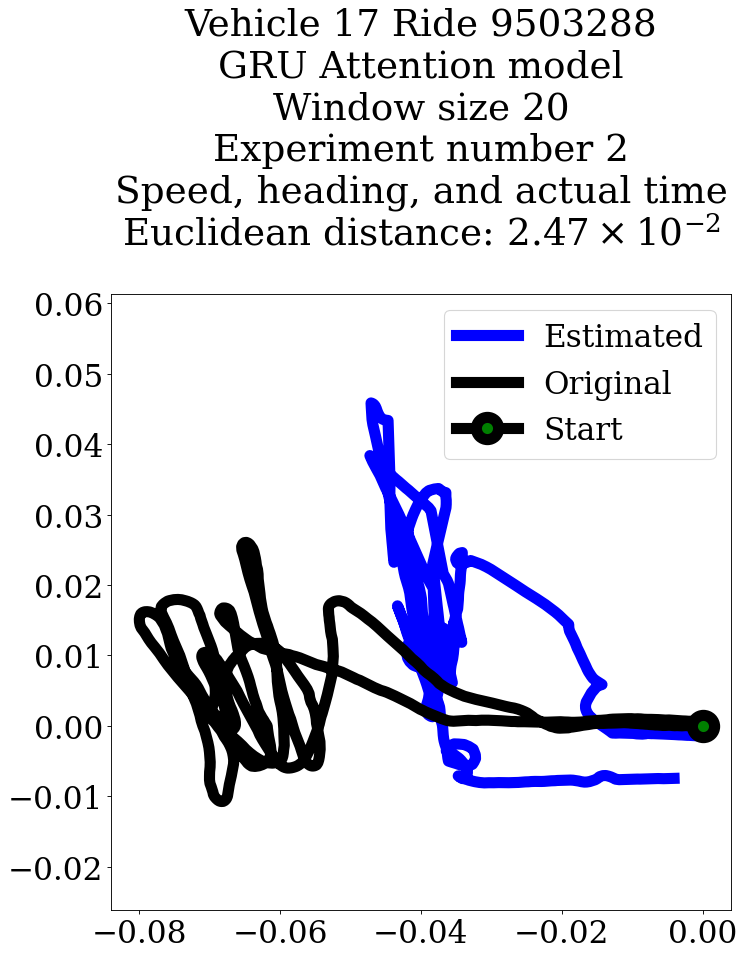 Vehicle 17 Ride 9503288
GRU Attention model
Window size 20
Experiment number 2
Speed, heading, and actual time
Euclidean distance: 2.47 × 10⁻²
Estimated
Original
Start
0.06
0.05
0.04
0.03
0.02
0.01
0.00
−0.01
−0.02
−0.08 −0.06 −0.04 −0.02 0.00